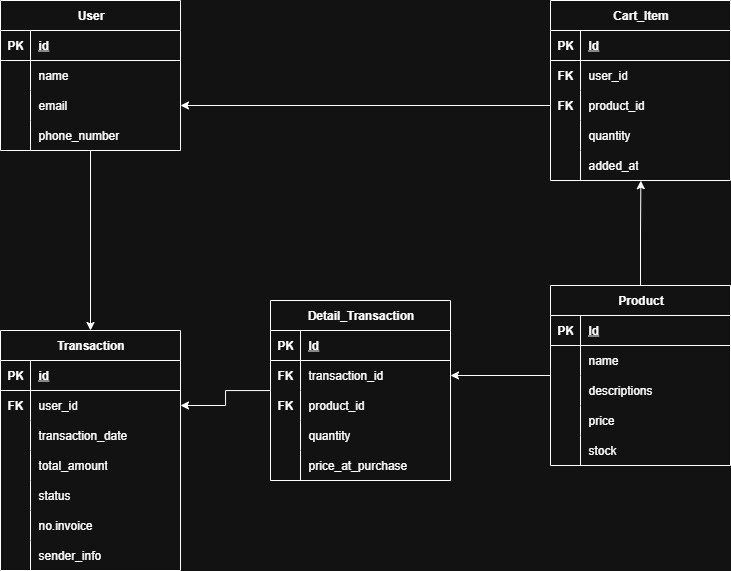 User
PK id
name
email
phone_number
Cart_Item
PK Id
FK user_id
FK product_id
quantity
added_at
Transaction
PK id
FK user_id
transaction_date
total_amount
status
no.invoice
sender_info
Detail_Transaction
PK Id
FK transaction_id
FK product_id
quantity
price_at_purchase
Product
PK Id
name
descriptions
price
stock